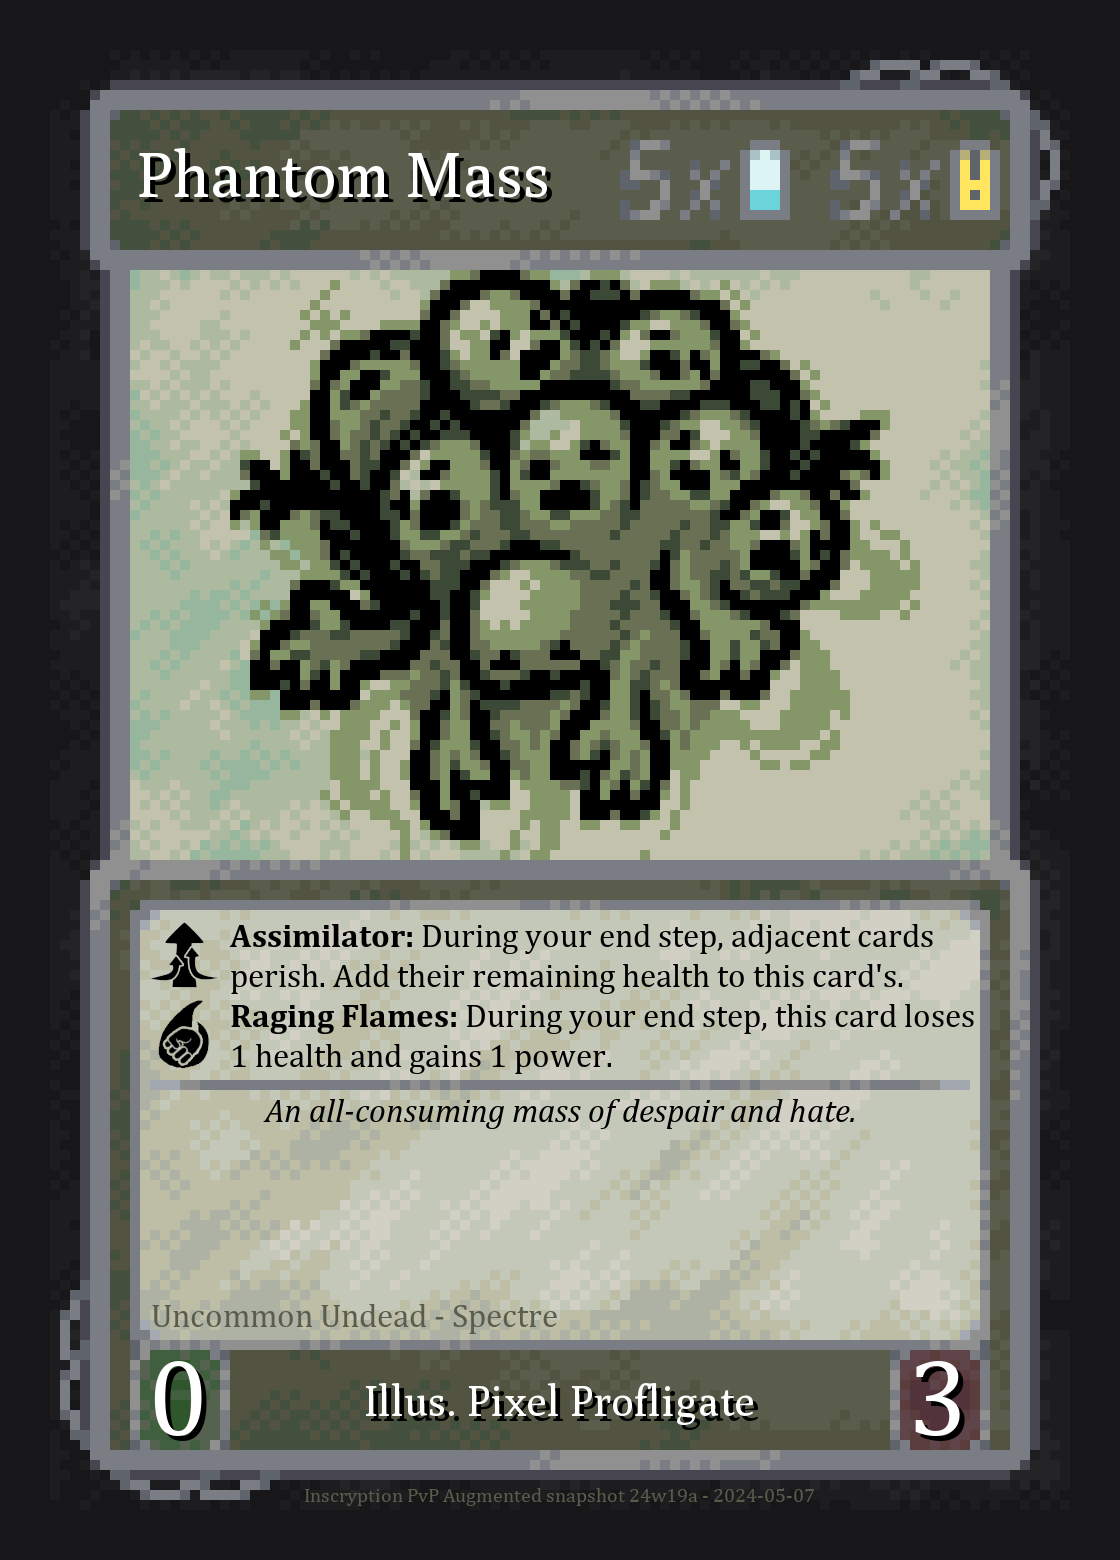 Phantom Mass 5x 5x
Assimilator: During your end step, adjacent cards
perish. Add their remaining health to this card's.
Raging Flames: During your end step, this card loses
1 health and gains 1 power.
An all-consuming mass of despair and hate.
Uncommon Undead - Spectre
0 Illus. Pixel Profligate 3
Inscryption PvP Augmented snapshot 24w19a - 2024-05-07